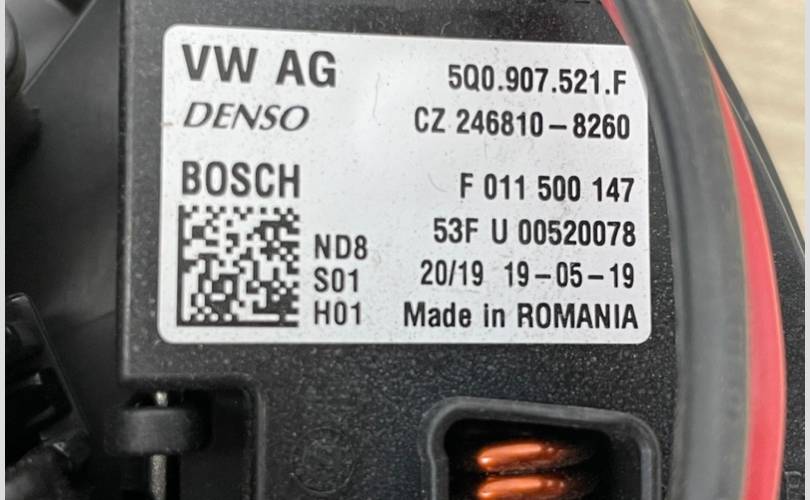 VW AG 5Q0.907.521.F
DENSO CZ 246810-8260
BOSCH F 011 500 147
53F U 00520078
ND8
S01 20/19 19-05-19
H01 Made in ROMANIA